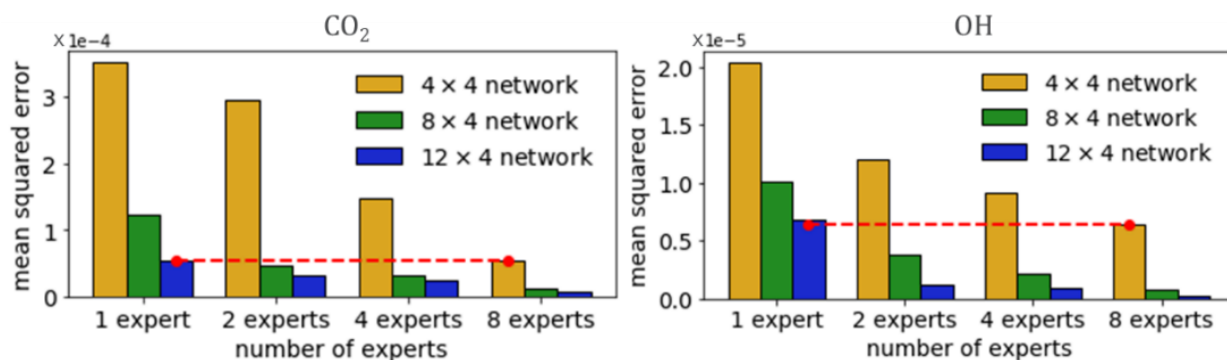 CO₂
×1e−4
mean squared error
3
2
1
0
4 × 4 network
8 × 4 network
12 × 4 network
1 expert 2 experts 4 experts 8 experts
number of experts
OH
×1e−5
mean squared error
2.0
1.5
1.0
0.5
0.0
4 × 4 network
8 × 4 network
12 × 4 network
1 expert 2 experts 4 experts 8 experts
number of experts